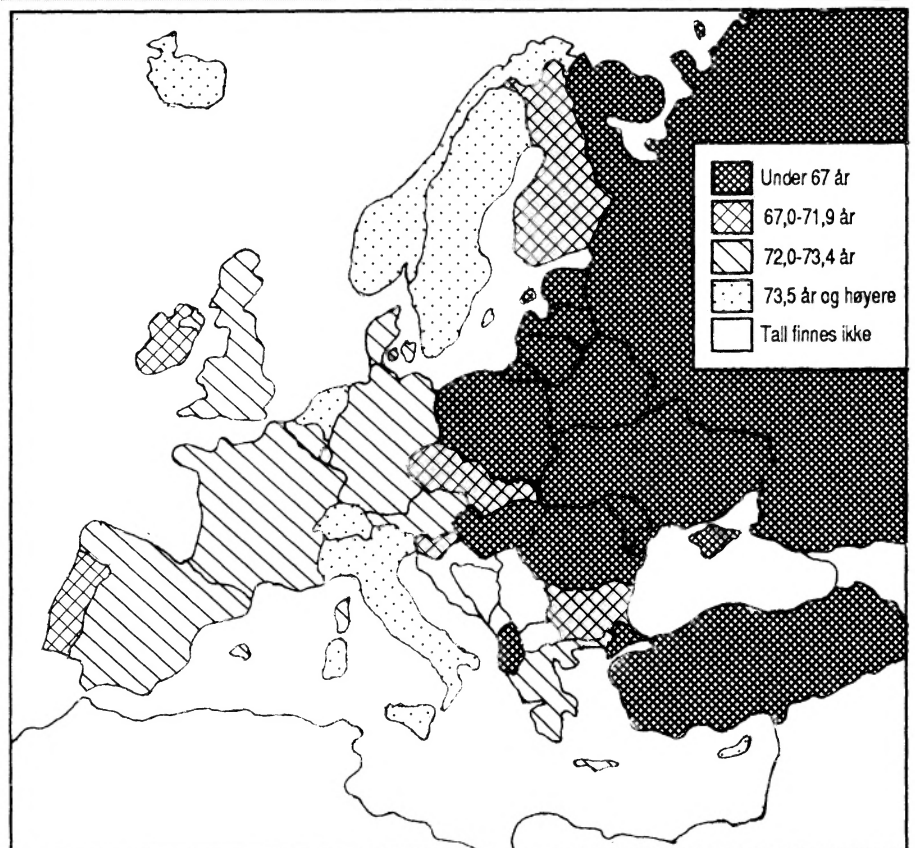 Under 67 år
67,0-71,9 år
72,0-73,4 år
73,5 år og høyere
Tall finnes ikke